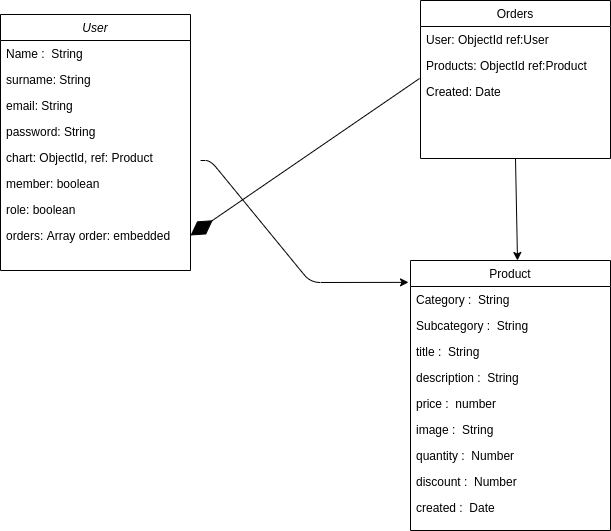 User
Name :  String
surname: String
email: String
password: String
chart: ObjectId, ref: Product
member: boolean
role: boolean
orders: Array order: embedded
Orders
User: ObjectId ref:User
Products: ObjectId ref:Product
Created: Date
Product
Category :  String
Subcategory :  String
title :  String
description :  String
price :  number
image :  String
quantity :  Number
discount :  Number
created :  Date